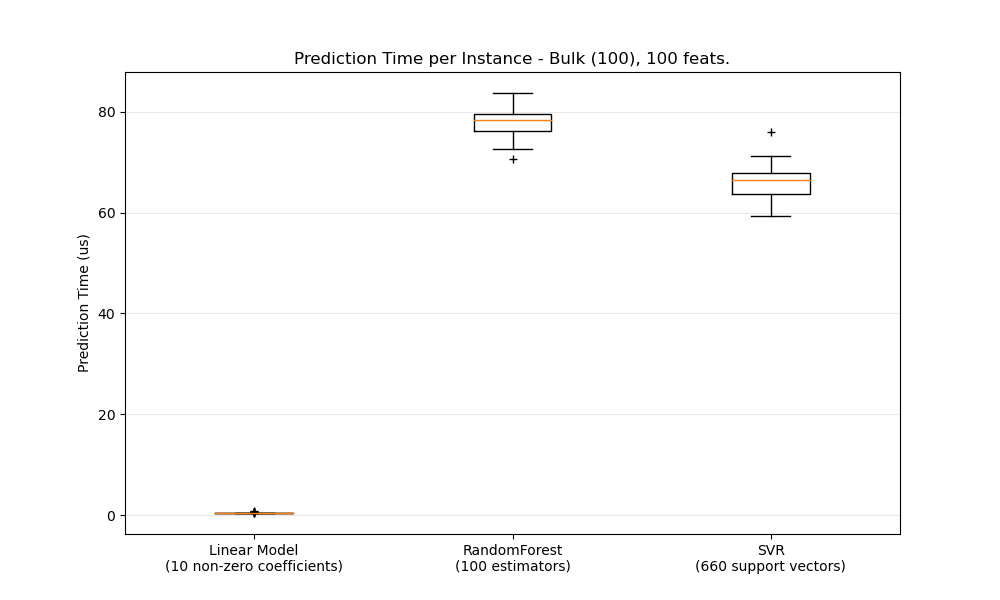 Prediction Time per Instance - Bulk (100), 100 feats.
Prediction Time (us)
80
60
40
20
0
Linear Model
(10 non-zero coefficients)
RandomForest
(100 estimators)
SVR
(660 support vectors)